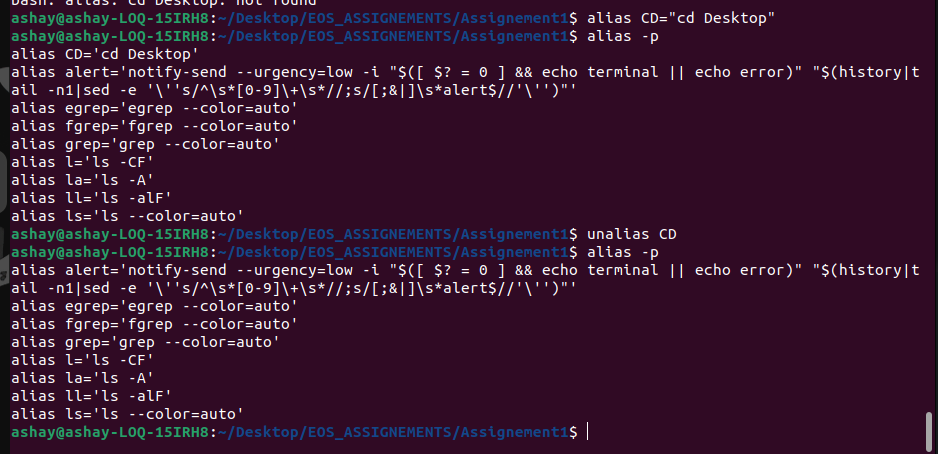 bash: alias: cd Desktop: not found
ashay@ashay-LOQ-15IRH8:~/Desktop/EOS_ASSIGNEMENTS/Assignement1$ alias CD="cd Desktop"
ashay@ashay-LOQ-15IRH8:~/Desktop/EOS_ASSIGNEMENTS/Assignement1$ alias -p
alias CD='cd Desktop'
alias alert='notify-send --urgency=low -i "$([ $? = 0 ] && echo terminal || echo error)" "$(history|t
ail -n1|sed -e '\''s/^\s*[0-9]\+\s*//;s/[;&|]\s*alert$//'\'')"'
alias egrep='egrep --color=auto'
alias fgrep='fgrep --color=auto'
alias grep='grep --color=auto'
alias l='ls -CF'
alias la='ls -A'
alias ll='ls -alF'
alias ls='ls --color=auto'
ashay@ashay-LOQ-15IRH8:~/Desktop/EOS_ASSIGNEMENTS/Assignement1$ unalias CD
ashay@ashay-LOQ-15IRH8:~/Desktop/EOS_ASSIGNEMENTS/Assignement1$ alias -p
alias alert='notify-send --urgency=low -i "$([ $? = 0 ] && echo terminal || echo error)" "$(history|t
ail -n1|sed -e '\''s/^\s*[0-9]\+\s*//;s/[;&|]\s*alert$//'\'')"'
alias egrep='egrep --color=auto'
alias fgrep='fgrep --color=auto'
alias grep='grep --color=auto'
alias l='ls -CF'
alias la='ls -A'
alias ll='ls -alF'
alias ls='ls --color=auto'
ashay@ashay-LOQ-15IRH8:~/Desktop/EOS_ASSIGNEMENTS/Assignement1$